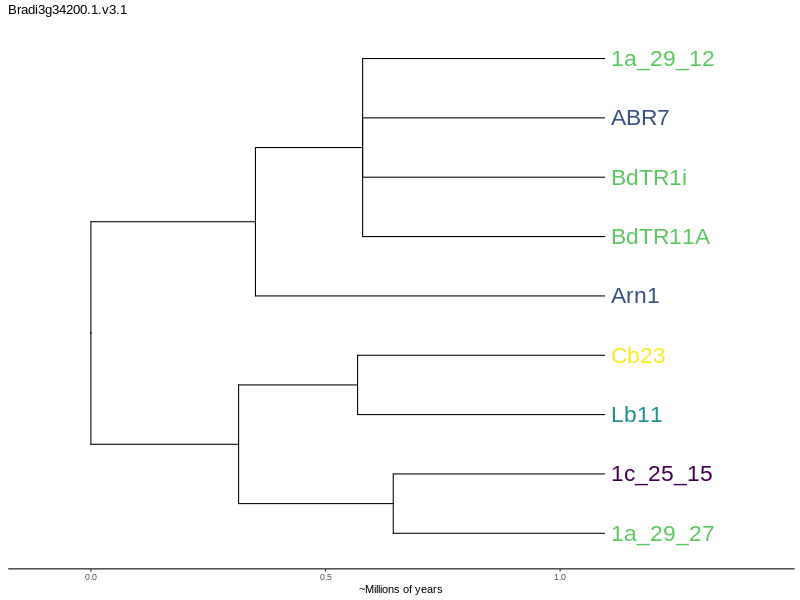 Bradi3g34200.1.v3.1
1a_29_12
ABR7
BdTR1i
BdTR11A
Arn1
Cb23
Lb11
1c_25_15
1a_29_27
0.0 0.5 1.0
~Millions of years